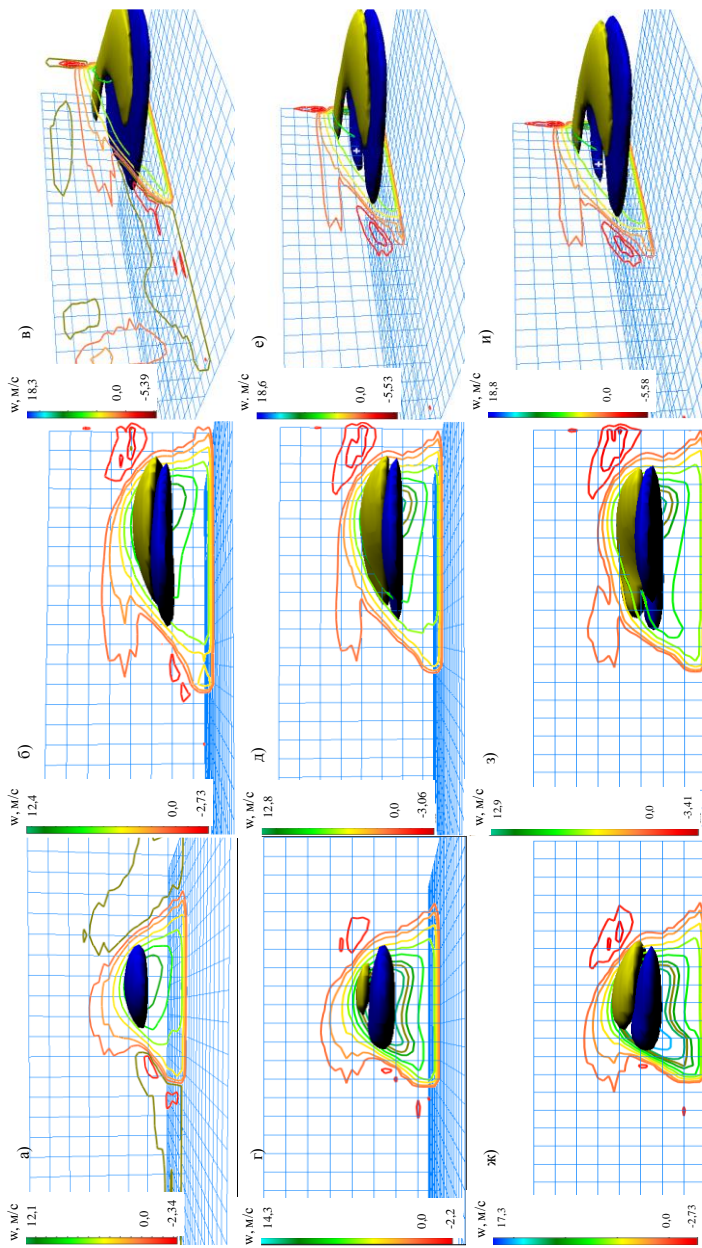 а)
w, м/с
12,1
0,0
-2,34
б)
w, м/с
12,4
0,0
-2,73
в)
w, м/с
18,3
0,0
-5,39
г)
w, м/с
14,3
0,0
-2,2
д)
w, м/с
12,8
0,0
-3,06
е)
w, м/с
18,6
0,0
-5,53
ж)
w, м/с
17,3
0,0
-2,73
з)
w, м/с
12,9
0,0
-3,41
и)
w, м/с
18,8
0,0
-5,58